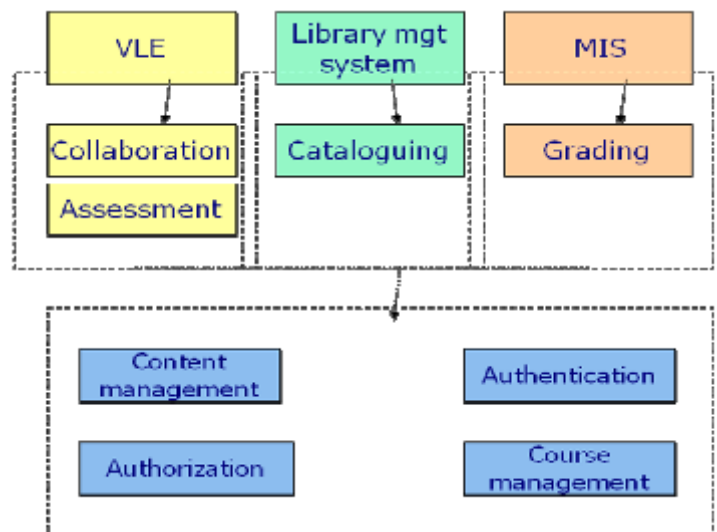 VLE
Library mgt
system
MIS
Collaboration
Cataloguing
Grading
Assessment
Content
management
Authentication
Authorization
Course
management